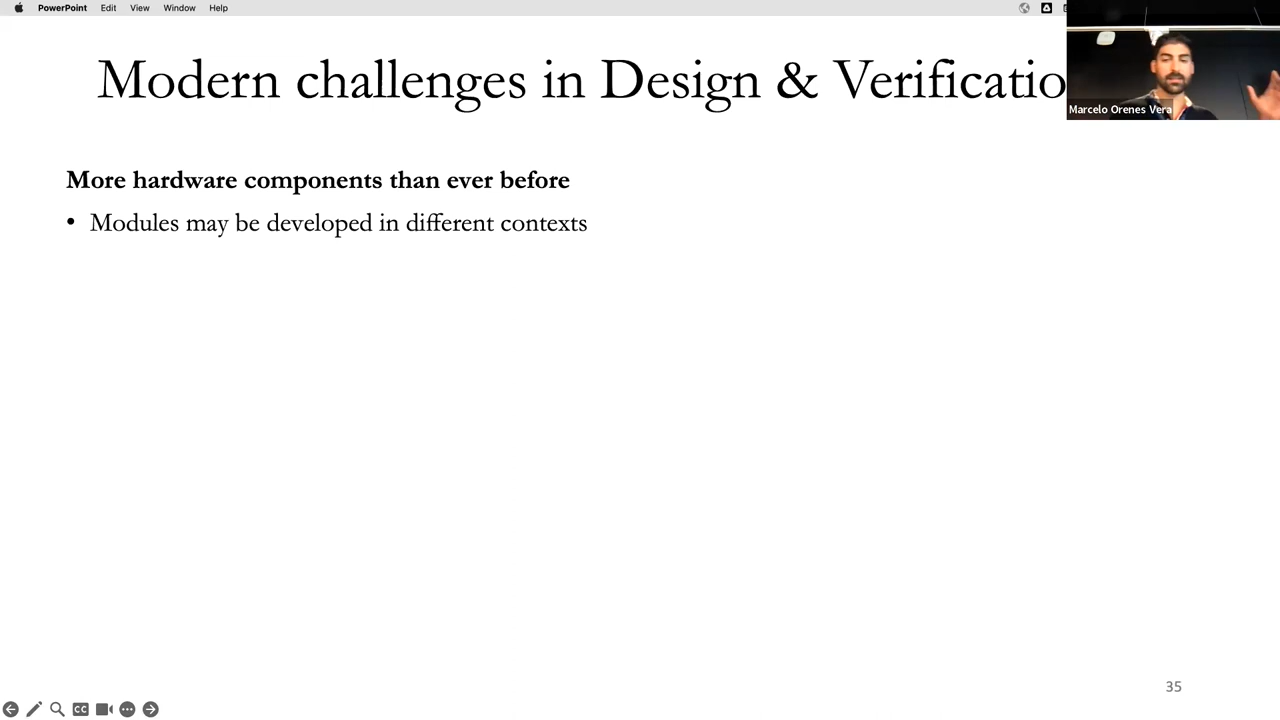 PowerPoint Edit View Window Help
Modern challenges in Design & Verificatio
Marcelo Orenes Vera
More hardware components than ever before
• Modules may be developed in different contexts
35
CC